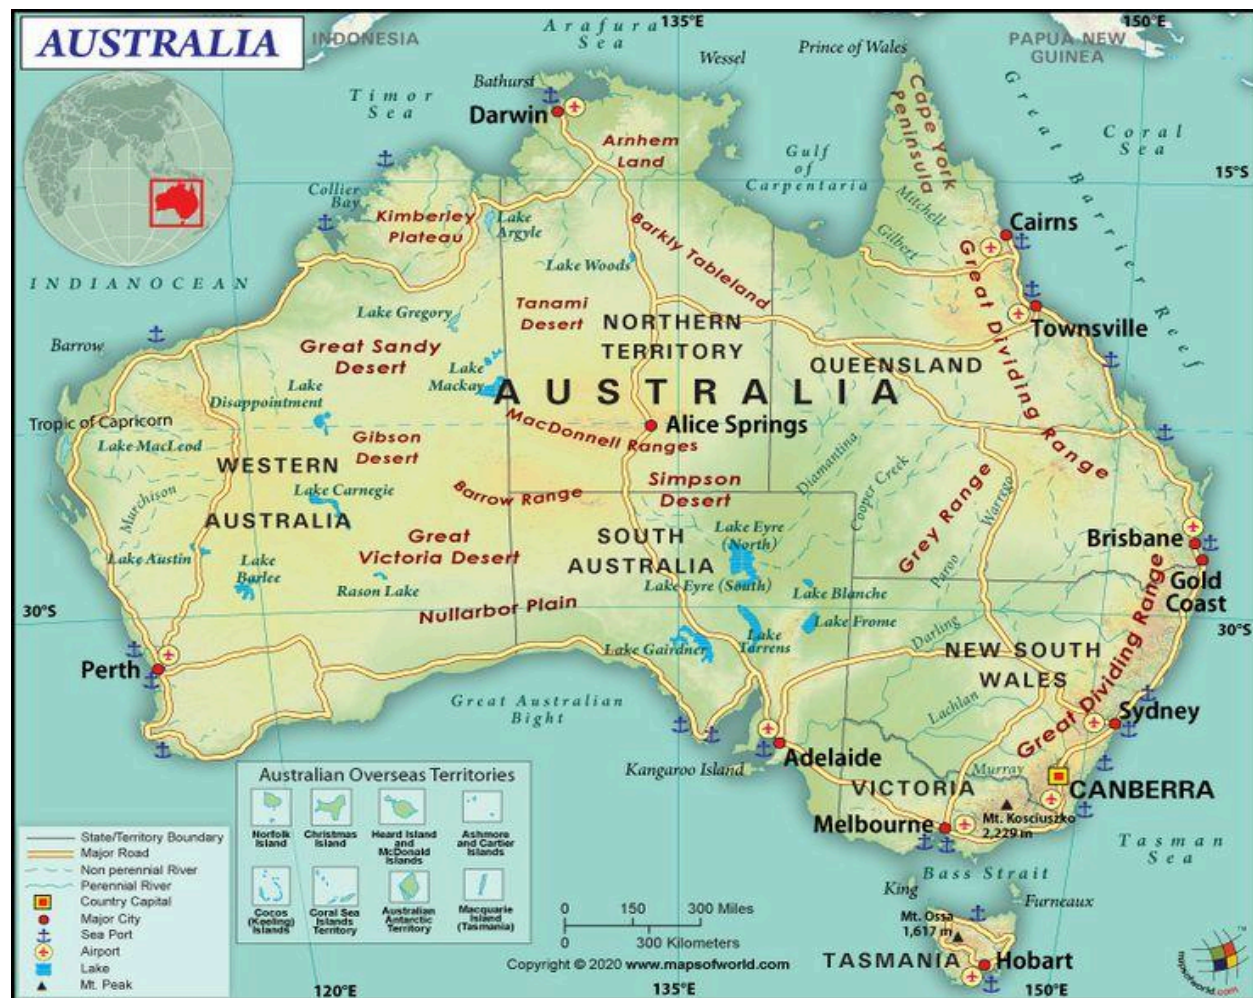 AUSTRALIA
INDONESIA
Arafura
Sea
135°E
150°E
PAPUA NEW
GUINEA
Prince of Wales
Wessel
Bathurst
Timor
Sea
Darwin
Arnhem
Land
Cape York
Peninsula
Great Barrier Reef
Coral
Sea
Gulf
of
Carpentaria
15°S
Collier
Bay
Kimberley
Plateau
Lake
Argyle
Mitchell
Cairns
Gilbert
Barkly Tableland
Lake Woods
INDIANOCEAN
Great Dividing Range
Tanami
Desert
Lake Gregory
NORTHERN
TERRITORY
Townsville
Barrow
Great Sandy
Desert
QUEENSLAND
Lake
Mackay
AUSTRALIA
Lake
Disappointment
Tropic of Capricorn
MacDonnell Ranges
Alice Springs
Lake MacLeod
Gibson
Desert
WESTERN
AUSTRALIA
Murchison
Lake Carnegie
Barrow Range
Simpson
Desert
Diamantina
Cooper Creek
Grey Range
Warrego
Paroo
Great
Victoria Desert
SOUTH
AUSTRALIA
Lake Eyre
(North)
Lake Eyre (South)
Brisbane
Gold
Coast
Lake Austin
Lake
Barlee
Rason Lake
Lake Blanche
30°S
Nullarbor Plain
Lake Frome
Darling
30°S
Lake Gairdner
Lake
Torrens
NEW SOUTH
WALES
Great Dividing Range
Perth
Great Australian
Bight
Lachlan
Sydney
Adelaide
Kangaroo Island
Murray
CANBERRA
VICTORIA
Mt. Kosciuszko
2,229 m
Melbourne
Tasman
Sea
Bass Strait
King
Furneaux
Mt. Ossa
1,617 m
TASMANIA
Hobart
Australian Overseas Territories
Norfolk
Island
Christmas
Island
Heard Island
and
McDonald
Islands
Ashmore
and Cartier
Islands
Cocos
(Keeling)
Islands
Coral Sea
Islands
Territory
Australian
Antarctic
Territory
Macquarie
Island
(Tasmania)
State/Territory Boundary
Major Road
Non perennial River
Perennial River
Country Capital
Major City
Sea Port
Airport
Lake
Mt. Peak
0 150 300 Miles
0 300 Kilometers
Copyright © 2020 www.mapsofworld.com
120°E
135°E
150°E
mapsofworld.com
TM